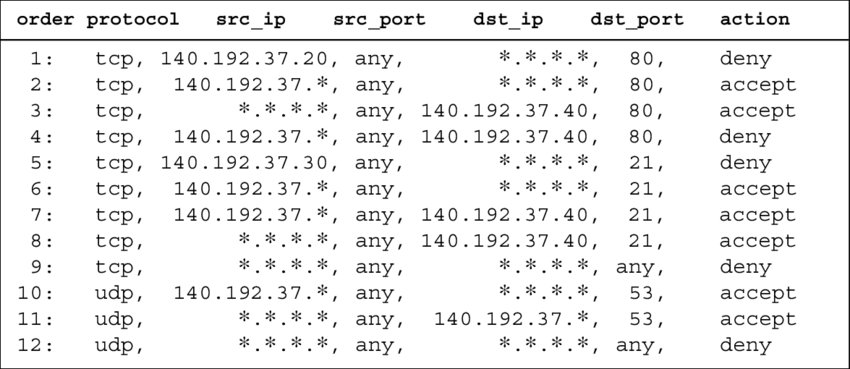 order protocol src_ip src_port dst_ip dst_port action
1: tcp, 140.192.37.20, any, *.*.*.*, 80, deny
2: tcp, 140.192.37.*, any, *.*.*.*, 80, accept
3: tcp, *.*.*.*, any, 140.192.37.40, 80, accept
4: tcp, 140.192.37.*, any, 140.192.37.40, 80, deny
5: tcp, 140.192.37.30, any, *.*.*.*, 21, deny
6: tcp, 140.192.37.*, any, *.*.*.*, 21, accept
7: tcp, 140.192.37.*, any, 140.192.37.40, 21, accept
8: tcp, *.*.*.*, any, 140.192.37.40, 21, accept
9: tcp, *.*.*.*, any, *.*.*.*, any, deny
10: udp, 140.192.37.*, any, *.*.*.*, 53, accept
11: udp, *.*.*.*, any, 140.192.37.*, 53, accept
12: udp, *.*.*.*, any, *.*.*.*, any, deny